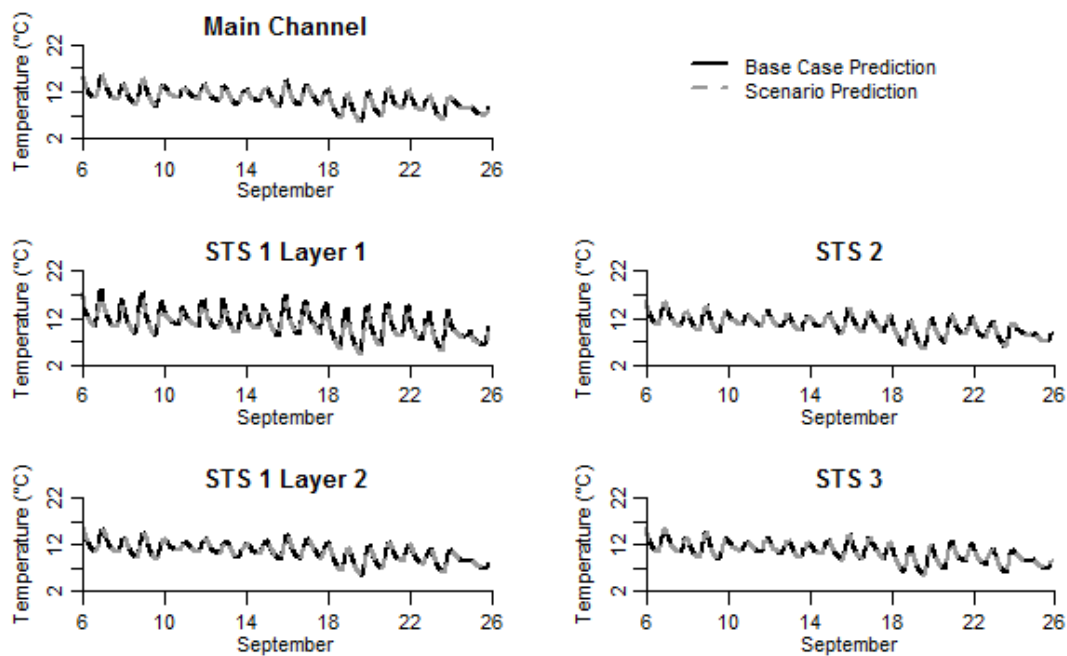 Main Channel
Temperature (°C)
22
12
2
6 10 14 18 22 26
September
Base Case Prediction
Scenario Prediction
STS 1 Layer 1
Temperature (°C)
22
12
2
6 10 14 18 22 26
September
STS 2
Temperature (°C)
22
12
2
6 10 14 18 22 26
September
STS 1 Layer 2
Temperature (°C)
22
12
2
6 10 14 18 22 26
September
STS 3
Temperature (°C)
22
12
2
6 10 14 18 22 26
September